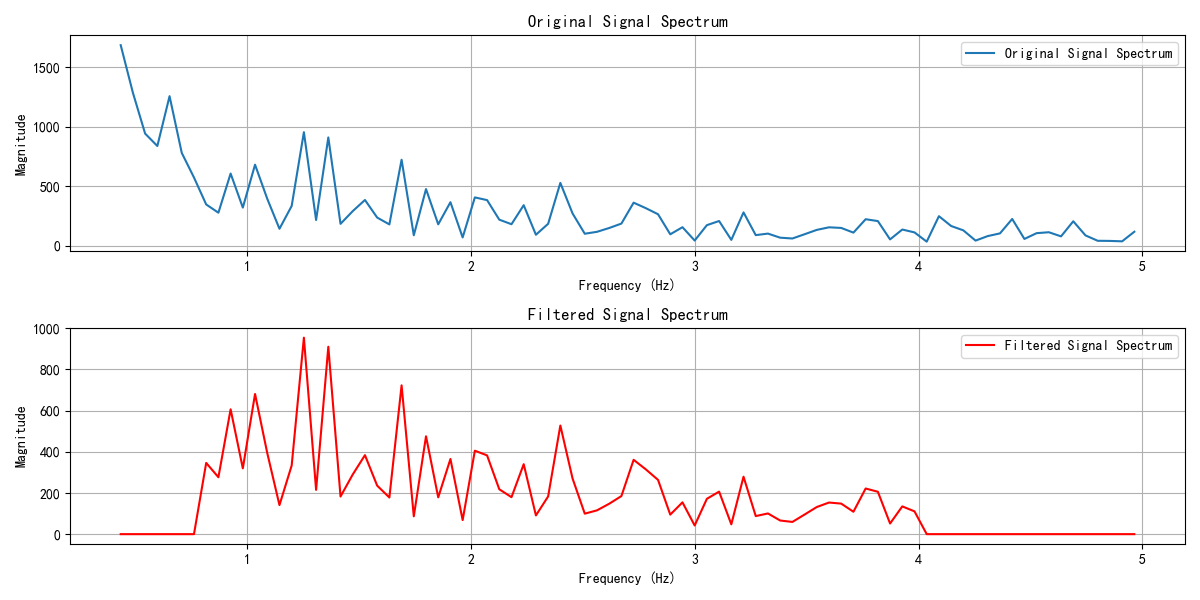 Original Signal Spectrum
Original Signal Spectrum
1500
1000
500
0
Magnitude
1 2 3 4 5
Frequency (Hz)
Filtered Signal Spectrum
Filtered Signal Spectrum
1000
800
600
400
200
0
Magnitude
1 2 3 4 5
Frequency (Hz)